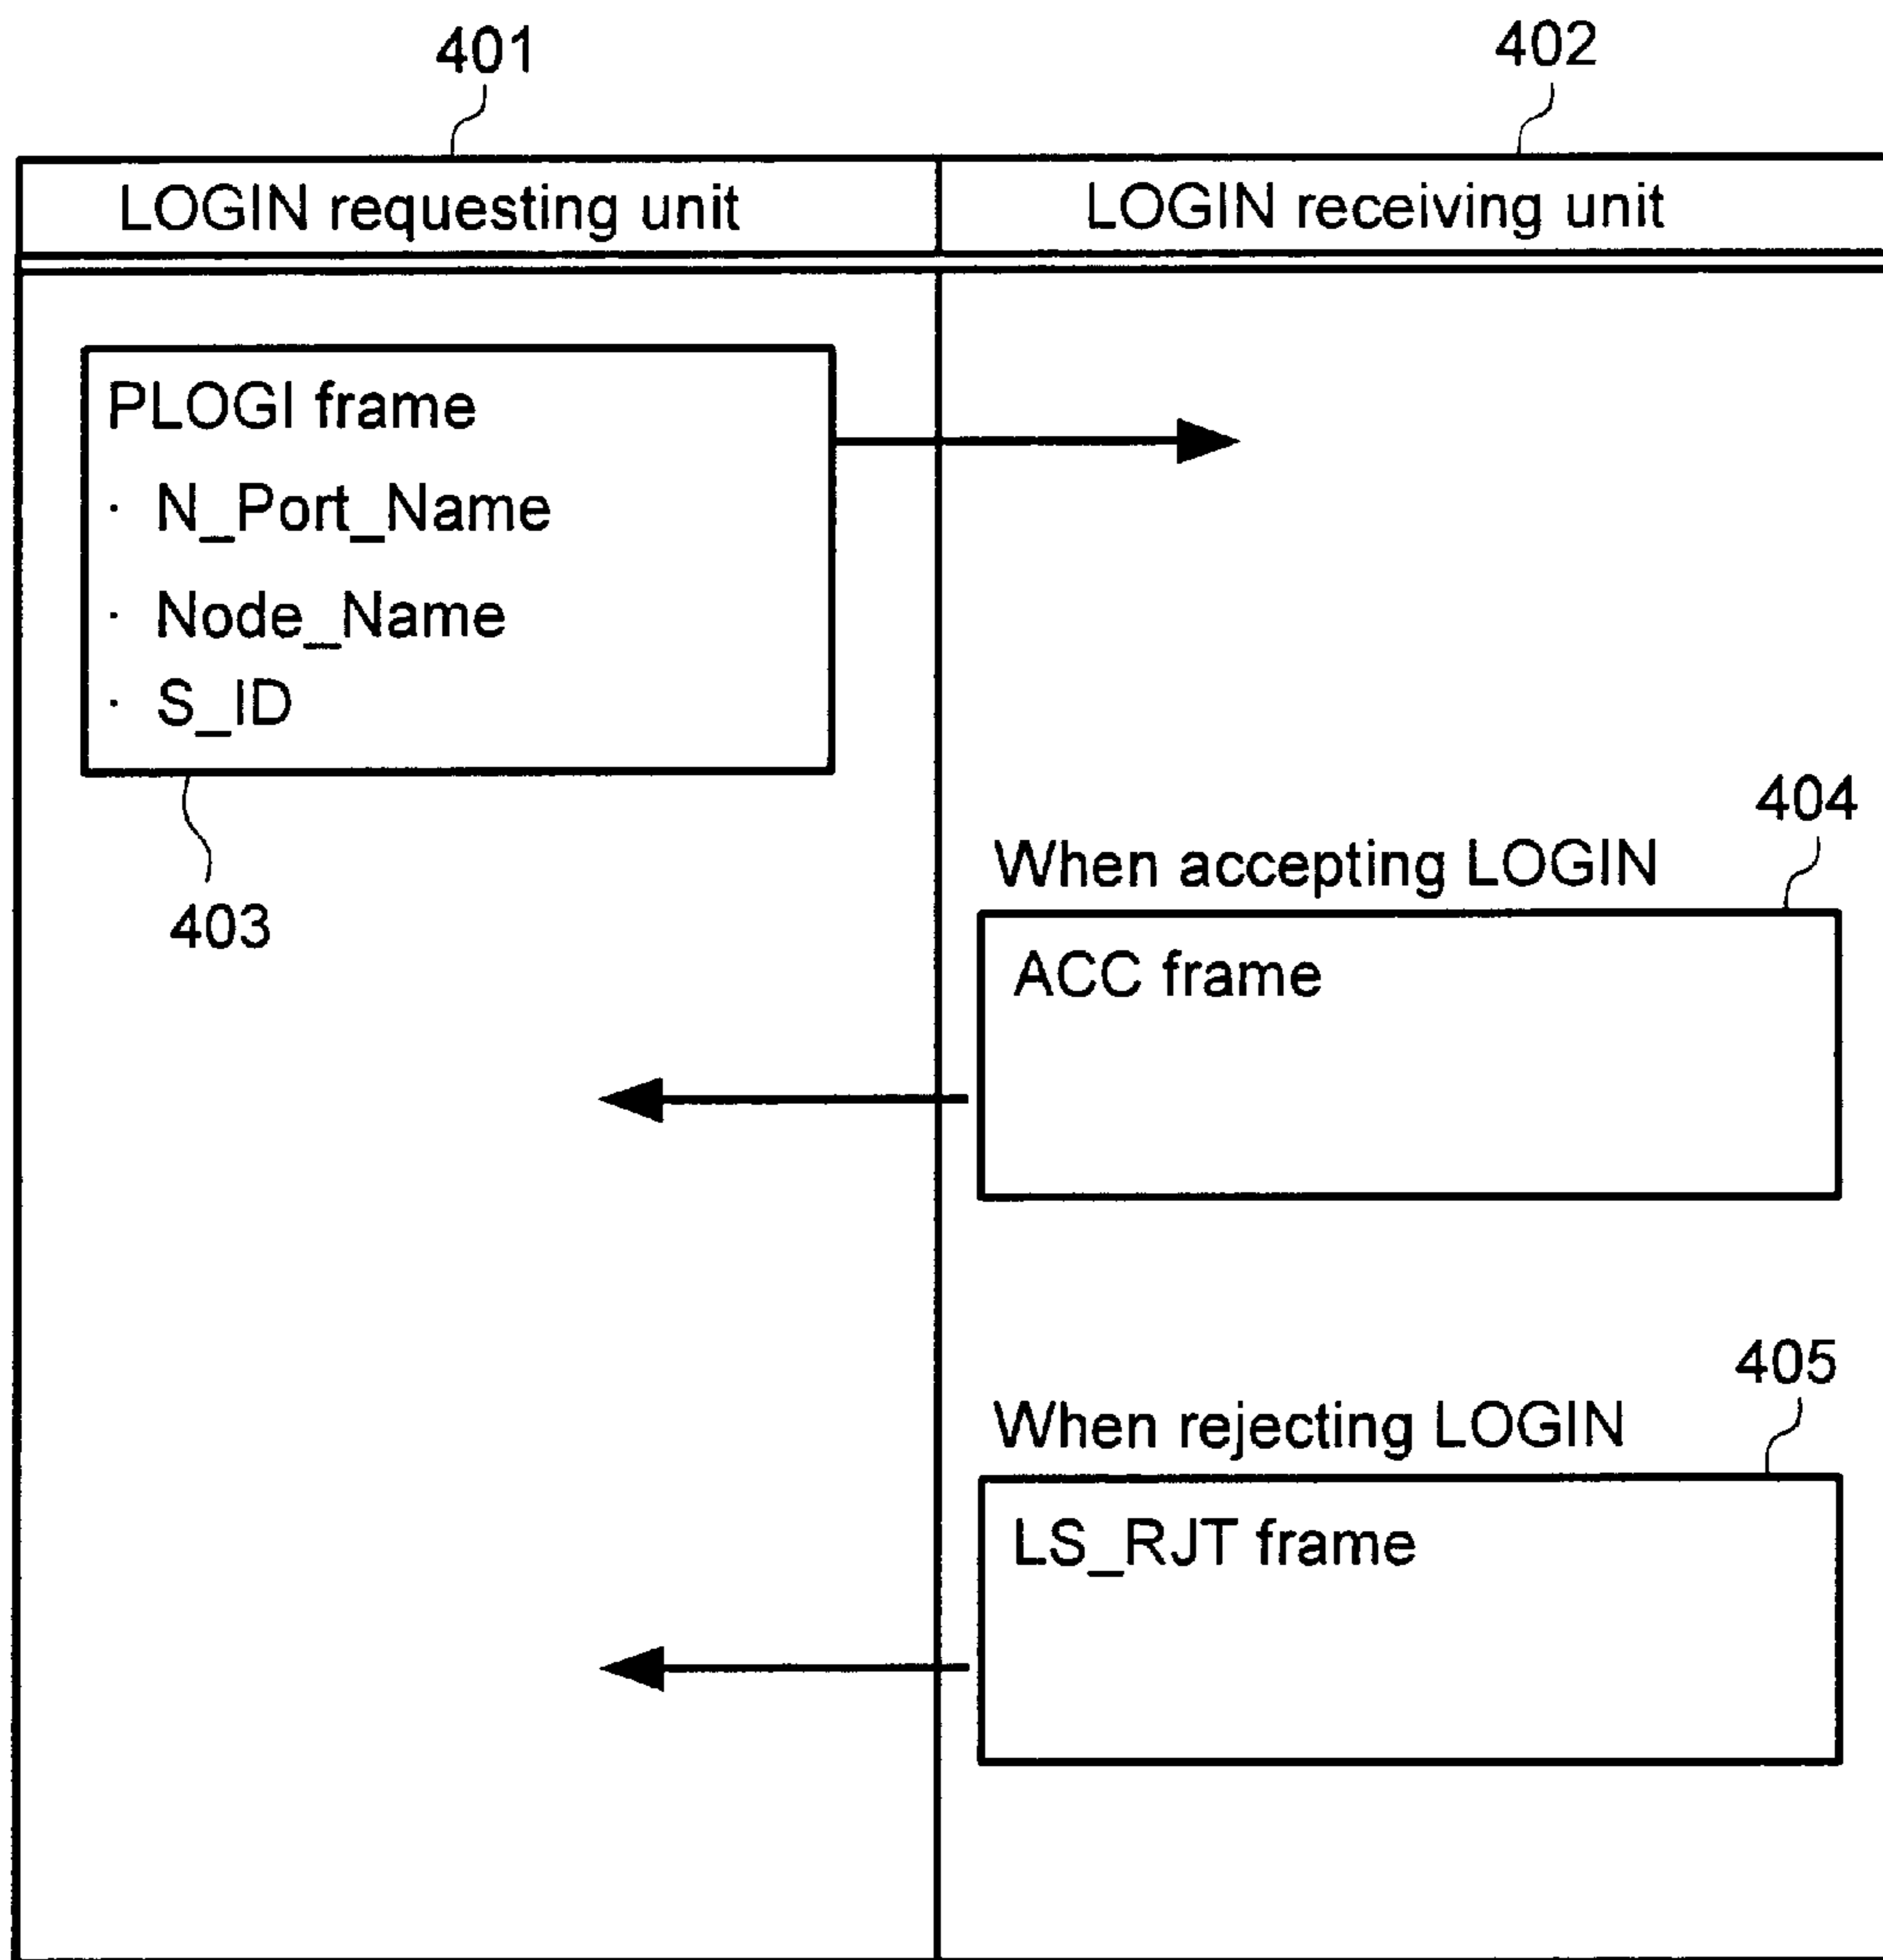 401
402
LOGIN requesting unit
LOGIN receiving unit
PLOGI frame
· N_Port_Name
· Node_Name
· S_ID
403
404
When accepting LOGIN
ACC frame
405
When rejecting LOGIN
LS_RJT frame